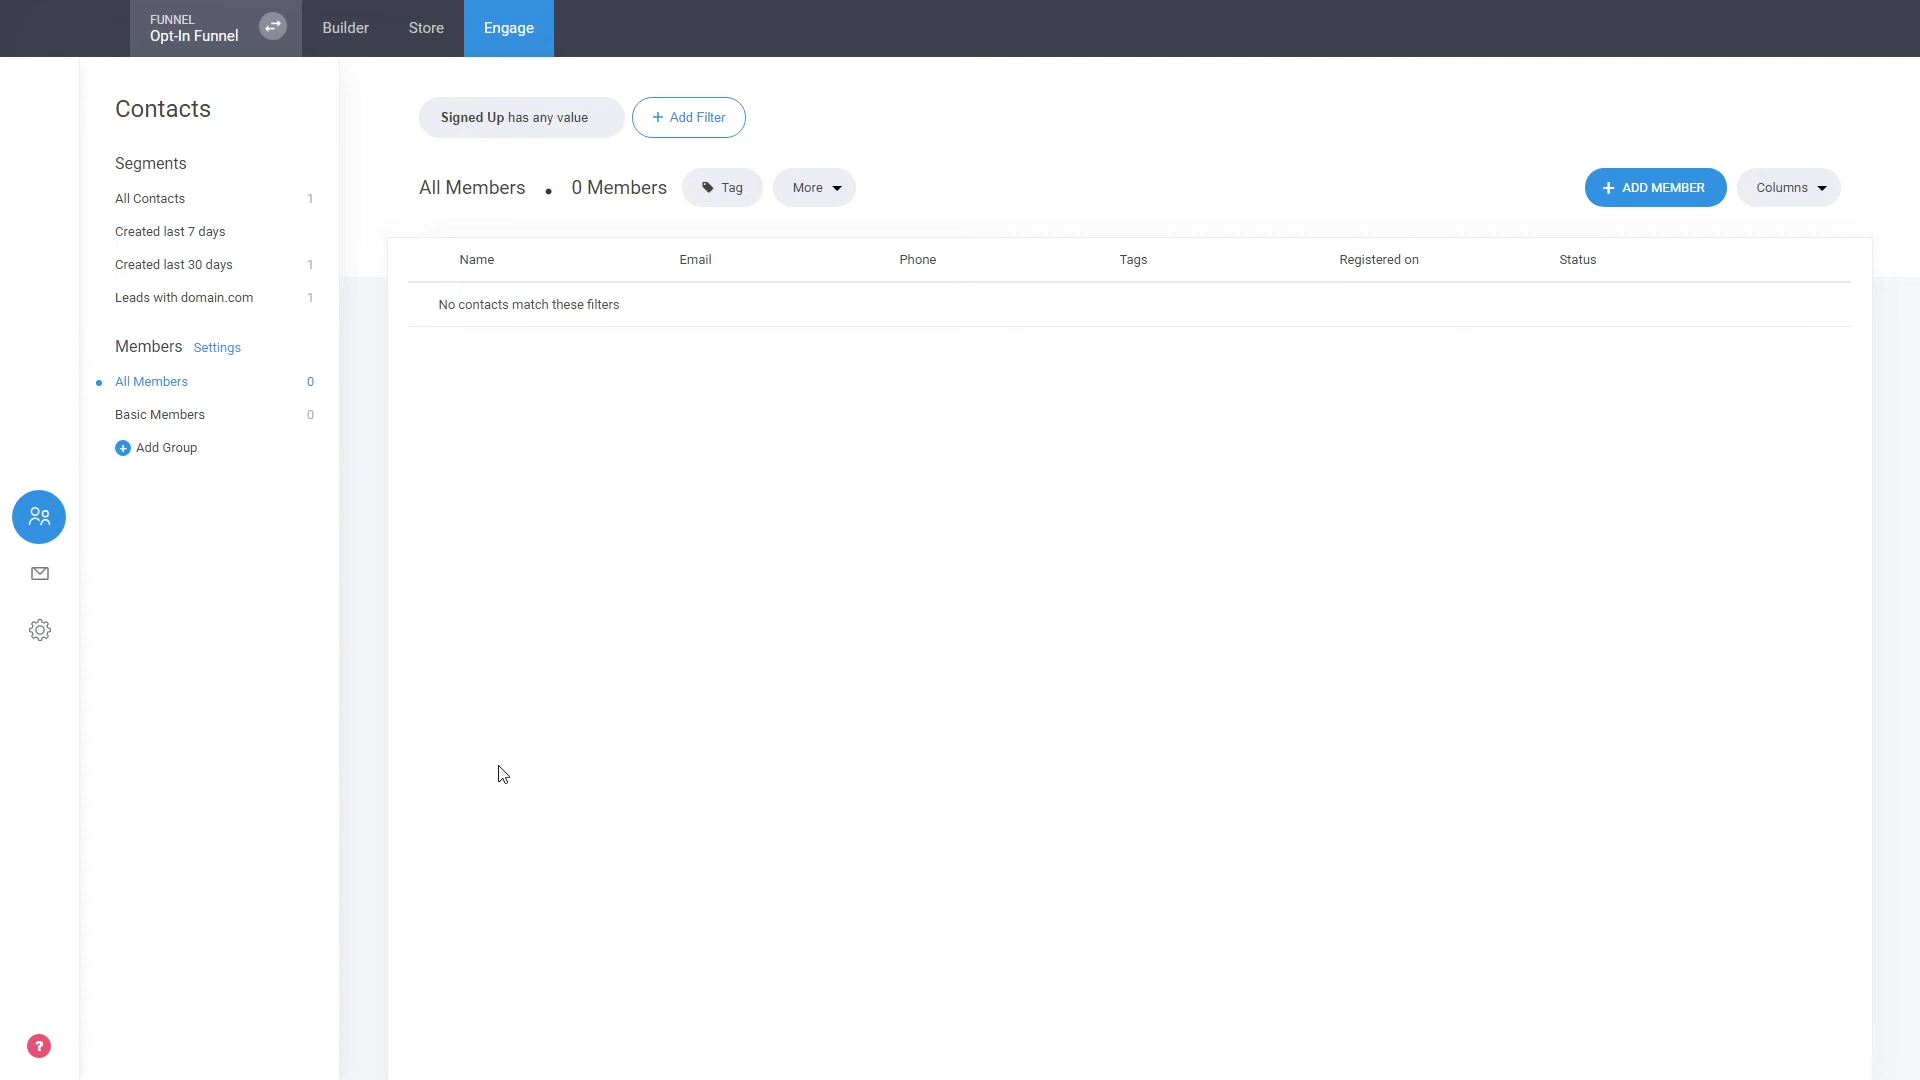 FUNNEL
Opt-In Funnel
Builder
Store
Engage
Contacts
Segments
All Contacts 1
Created last 7 days
Created last 30 days 1
Leads with domain.com 1
Members Settings
All Members 0
Basic Members 0
+ Add Group
Signed Up has any value
+ Add Filter
All Members • 0 Members
Tag
More
+ ADD MEMBER
Columns
Name Email Phone Tags Registered on Status
No contacts match these filters
?